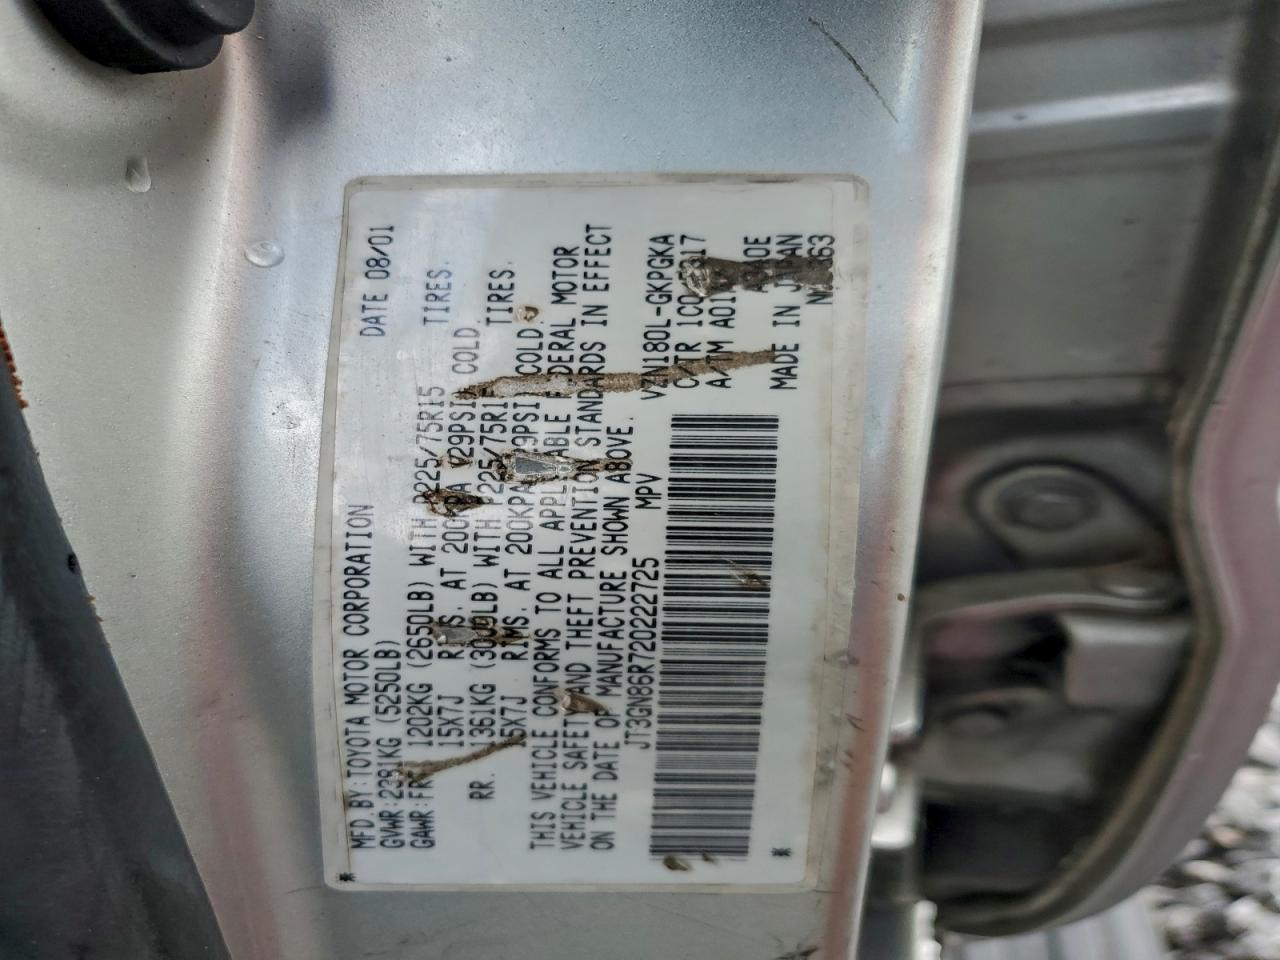 MFD.BY:TOYOTA MOTOR CORPORATION DATE 08/01
GVWR:2381KG (5250LB)
GAWR:FR. 1202KG (2650LB) WITH P225/75R15 TIRES.
15X7J RIMS. AT 200KPA 29PSI COLD.
RR. 1361KG (3000LB) WITH P225/75R15 TIRES.
15X7J RIMS. AT 200KPA 29PSI COLD.
THIS VEHICLE CONFORMS TO ALL APPLICABLE FEDERAL MOTOR
VEHICLE SAFETY AND THEFT PREVENTION STANDARDS IN EFFECT
ON THE DATE OF MANUFACTURE SHOWN ABOVE.
JT3GN86R720222725 MPV VZN180L-GKPGKA
C/TR
A/TM
MADE IN JAPAN